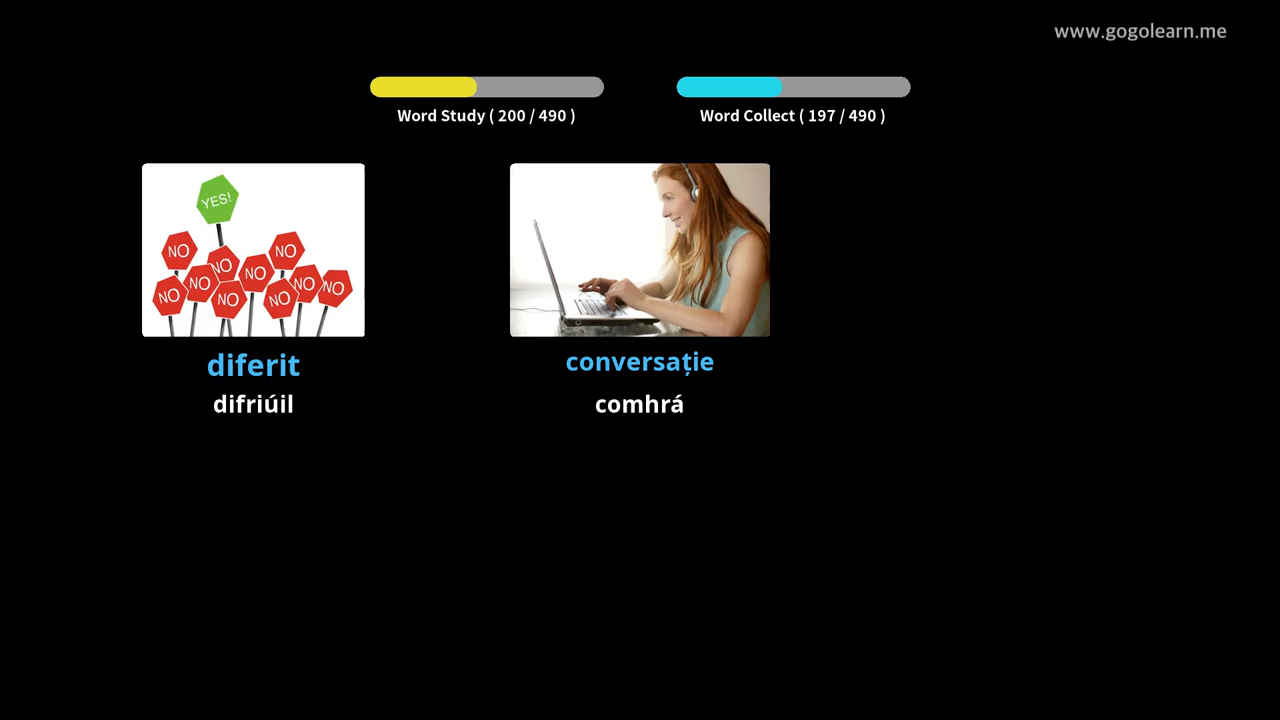 www.gogolearn.me
Word Study ( 200 / 490 )
Word Collect ( 197 / 490 )
YES!
NO
NO
NO
NO
NO
NO
NO
NO
NO
NO
diferit
difriúil
conversație
comhrá